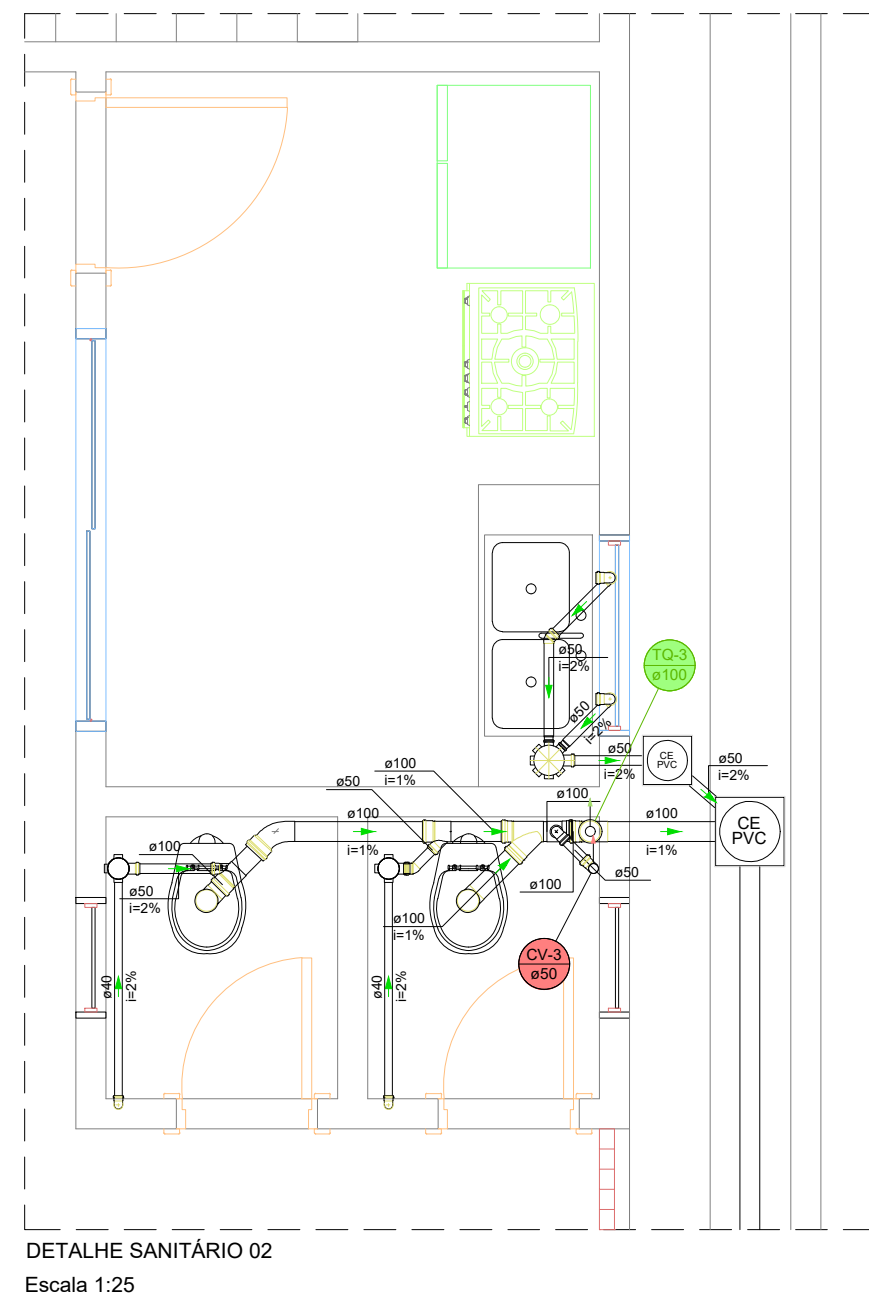 ø50
i=2%
TQ-3
ø100
ø50
i=2%
ø50
i=2%
CE
PVC
ø50
i=2%
ø100
i=1%
ø50
ø100
ø100
i=1%
ø100
i=1%
CE
PVC
ø100
ø50
i=2%
ø100
i=1%
ø100
ø50
CV-3
ø50
ø40
i=2%
ø40
i=2%
DETALHE SANITÁRIO 02
Escala 1:25